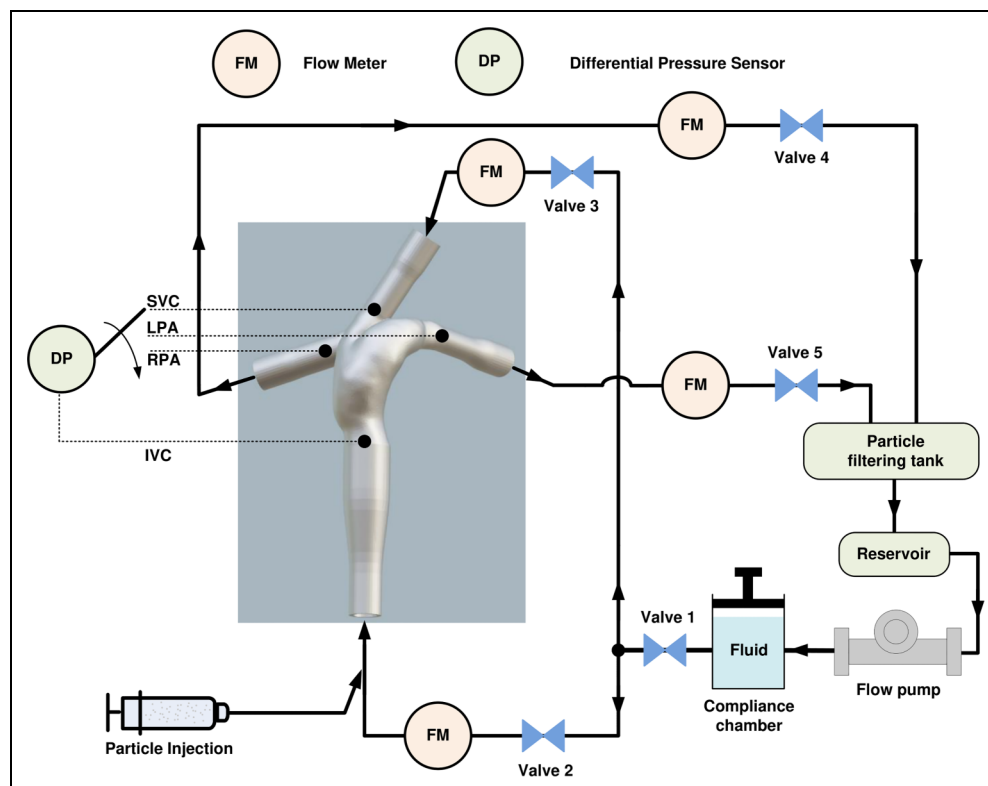 FM
Flow Meter
DP
Differential Pressure Sensor
FM
Valve 4
FM
Valve 3
SVC
LPA
DP
RPA
IVC
FM
Valve 5
Particle
filtering tank
Reservoir
Valve 1
Fluid
Flow pump
Compliance
chamber
Particle Injection
FM
Valve 2